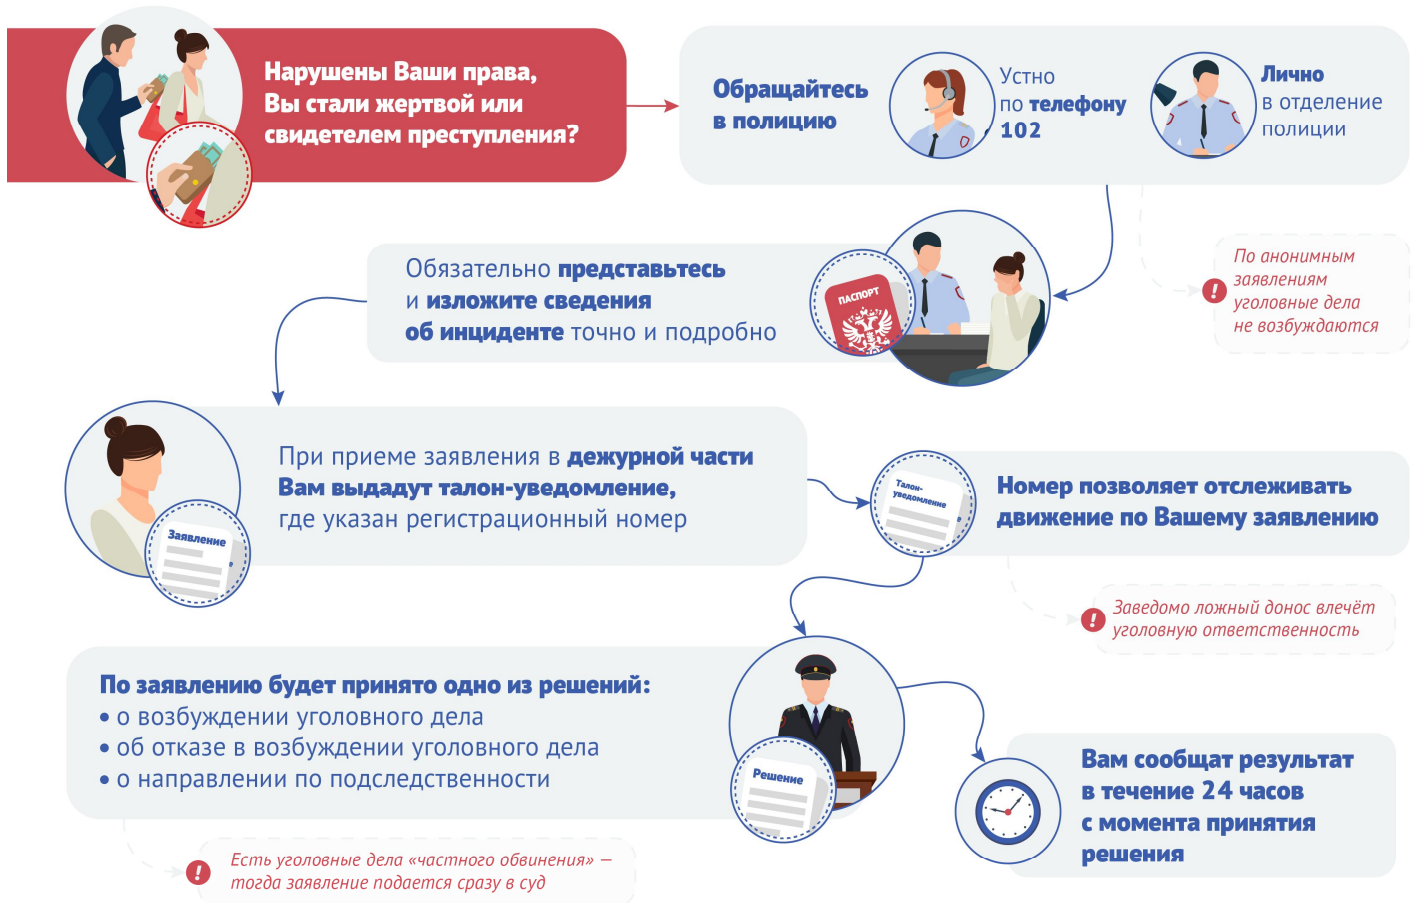 Нарушены Ваши права,
Вы стали жертвой или
свидетелем преступления?
Обращайтесь
в полицию
Устно
по телефону
102
Лично
в отделение
полиции
По анонимным
заявлениям
уголовные дела
не возбуждаются
Обязательно представьтесь
и изложите сведения
об инциденте точно и подробно
ПАСПОРТ
При приеме заявления в дежурной части
Вам выдадут талон-уведомление,
где указан регистрационный номер
Заявление
Талон-
уведомление
Номер позволяет отслеживать
движение по Вашему заявлению
Заведомо ложный донос влечёт
уголовную ответственность
По заявлению будет принято одно из решений:
• о возбуждении уголовного дела
• об отказе в возбуждении уголовного дела
• о направлении по подследственности
Решение
Вам сообщат результат
в течение 24 часов
с момента принятия
решения
Есть уголовные дела «частного обвинения» —
тогда заявление подается сразу в суд